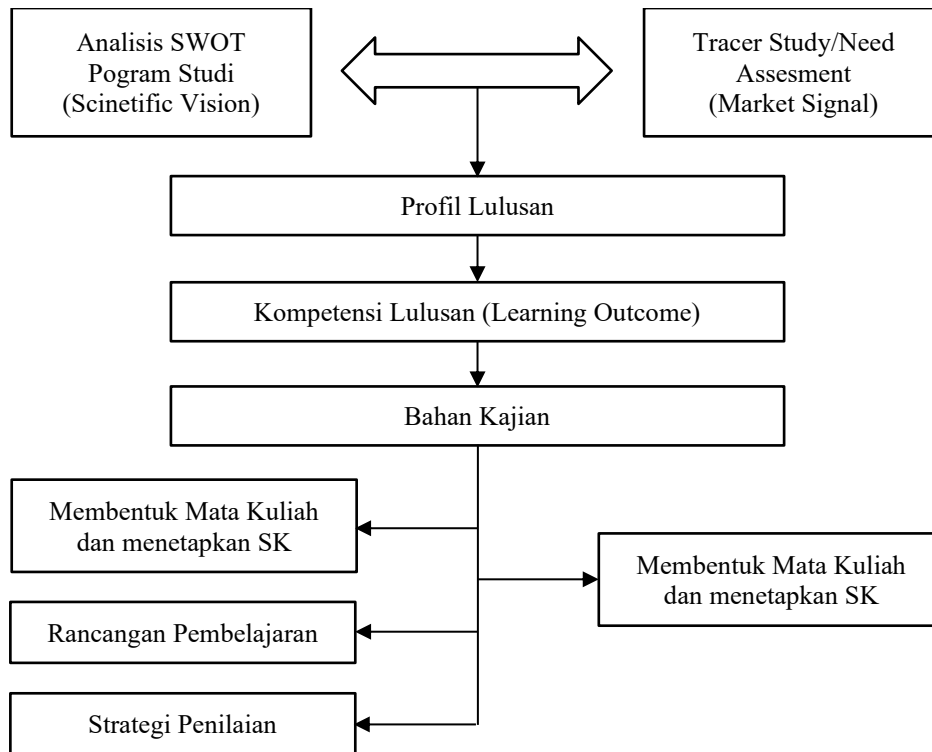 Analisis SWOT
Pogram Studi
(Scinetific Vision)
Tracer Study/Need
Assesment
(Market Signal)
Profil Lulusan
Kompetensi Lulusan (Learning Outcome)
Bahan Kajian
Membentuk Mata Kuliah
dan menetapkan SK
Membentuk Mata Kuliah
dan menetapkan SK
Rancangan Pembelajaran
Strategi Penilaian